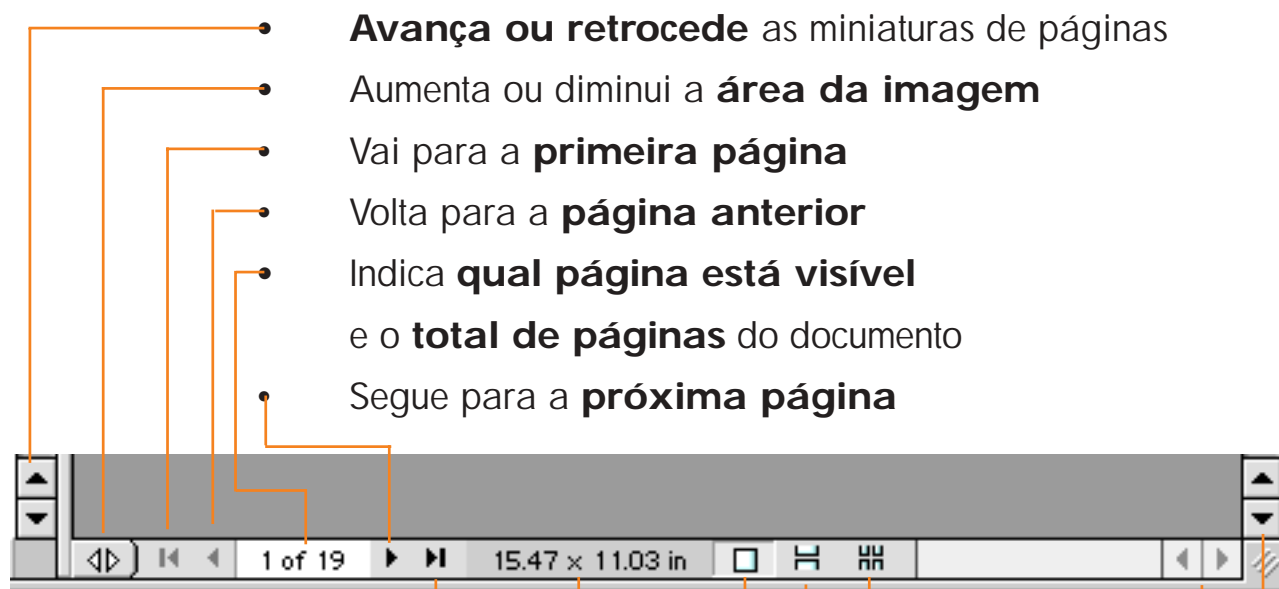 Avança ou retrocede as miniaturas de páginas
Aumenta ou diminui a área da imagem
Vai para a primeira página
Volta para a página anterior
Indica qual página está visível
e o total de páginas do documento
Segue para a próxima página
1 of 19
15.47 x 11.03 in